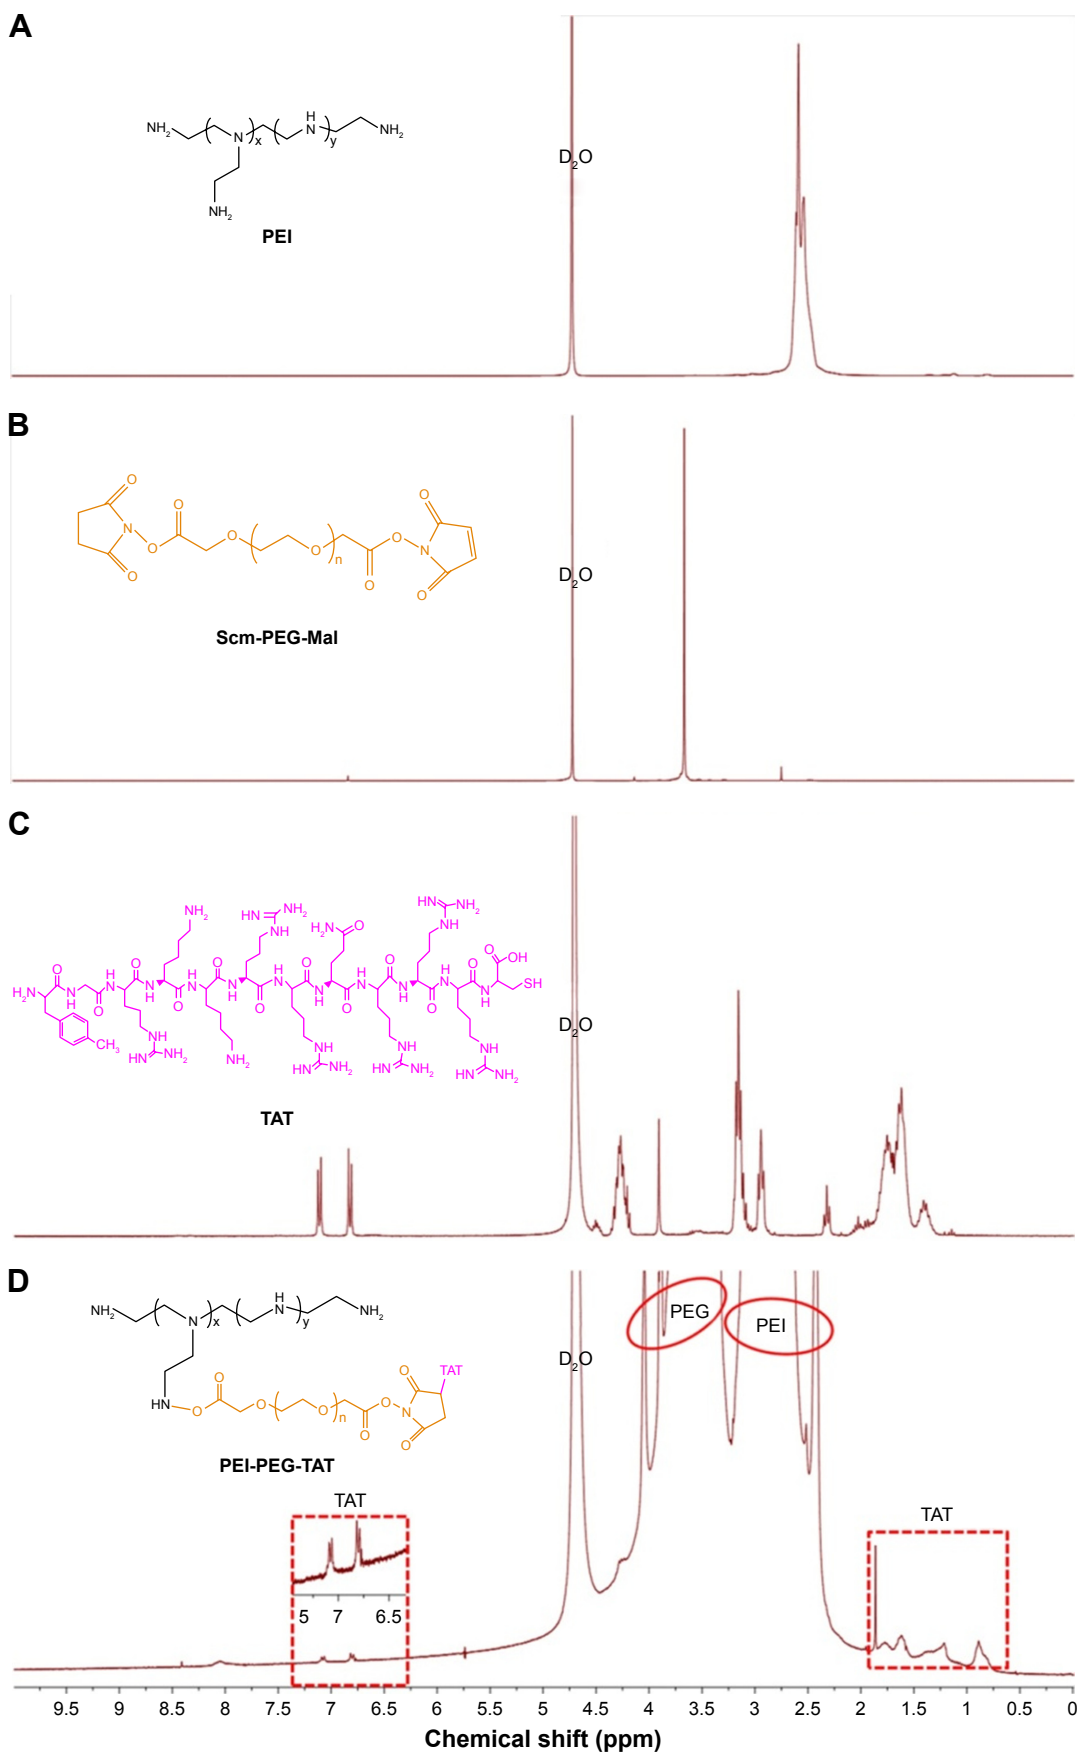 A
NH₂
N
x
H
N
y
NH₂
NH₂
PEI
D₂O
B
O
O
N
O
O
O
O
O
n
O
O
N
O
O
Scm-PEG-Mal
D₂O
C
NH₂
HN NH₂
NH
H₂N O
HN NH₂
NH
O
OH
SH
H₂N
O
N
H
O
H
N
O
N
H
O
H
N
O
N
H
O
H
N
O
N
H
O
H
N
O
N
H
O
H
N
O
N
H
CH₃
NH
HN NH₂
NH₂
NH
HN NH₂
NH
HN NH₂
NH
HN NH₂
TAT
D₂O
D
NH₂
N
x
H
N
y
NH₂
HN
O
O
O
O
n
O
O
N
O
O
TAT
PEI-PEG-TAT
D₂O
PEG
PEI
TAT
5 7 6.5
TAT
9.5 9 8.5 8 7.5 7 6.5 6 5.5 5 4.5 4 3.5 3 2.5 2 1.5 1 0.5 0
Chemical shift (ppm)